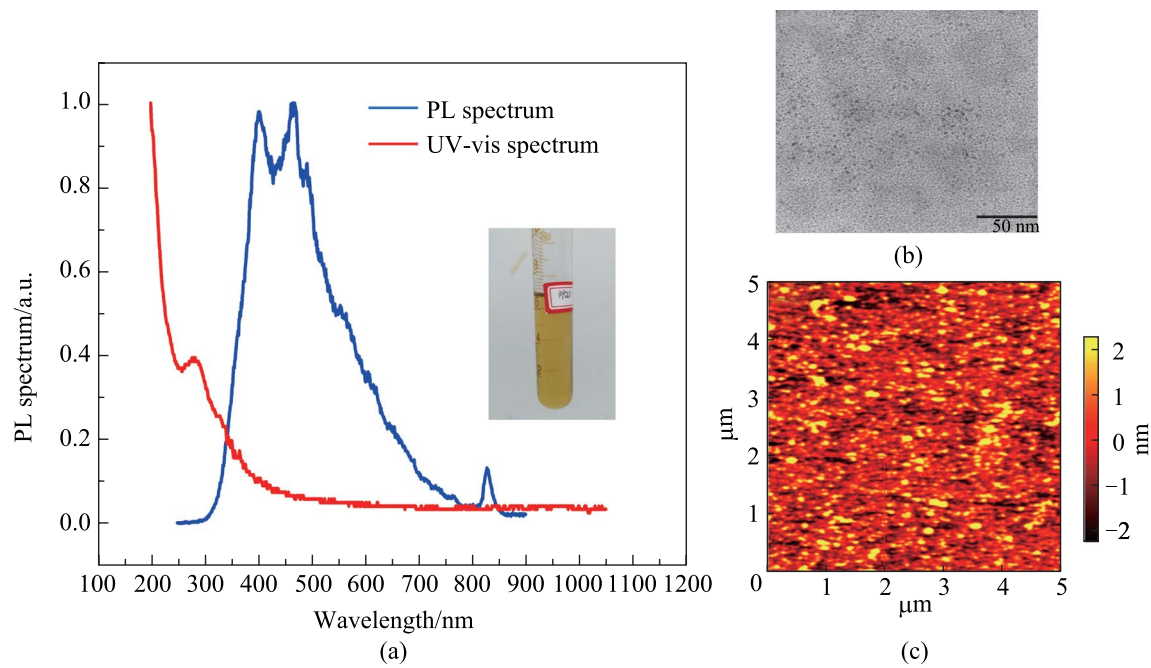 PL spectrum
UV-vis spectrum
PL spectrum/a.u.
1.0
0.8
0.6
0.4
0.2
0.0
100 200 300 400 500 600 700 800 900 1000 1100 1200
Wavelength/nm
(a)
50 nm
(b)
5
4
3
2
1
0
μm
1 2 3 4 5
μm
2
1
0
−1
−2
nm
(c)